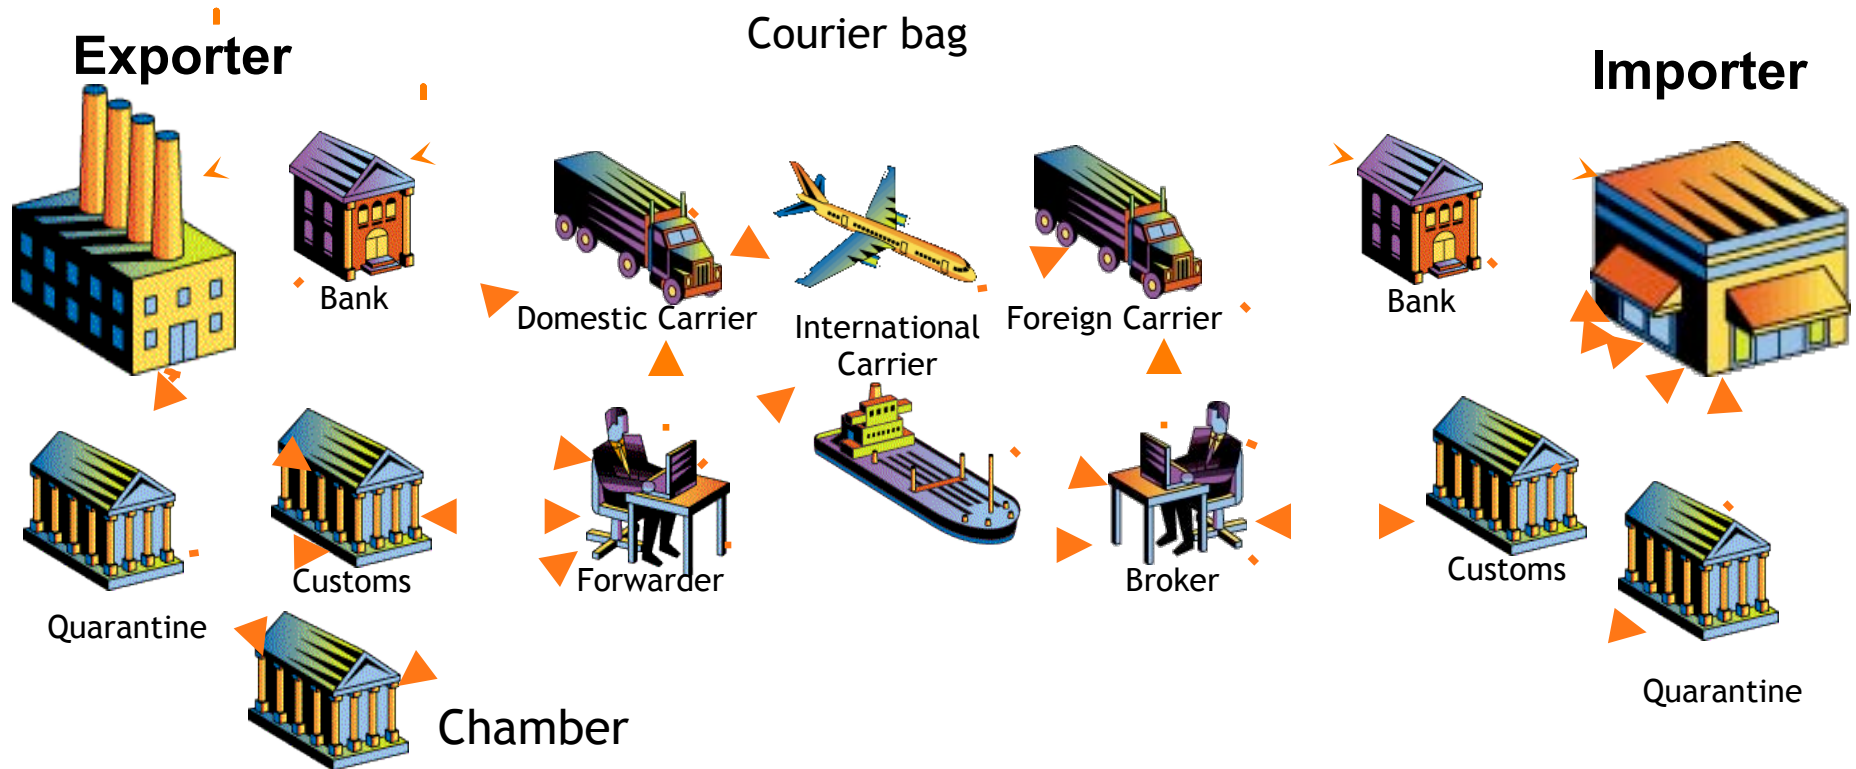 Courier bag
Exporter
Importer
Bank
Domestic Carrier
International
Carrier
Foreign Carrier
Bank
Quarantine
Customs
Forwarder
Broker
Customs
Quarantine
Chamber